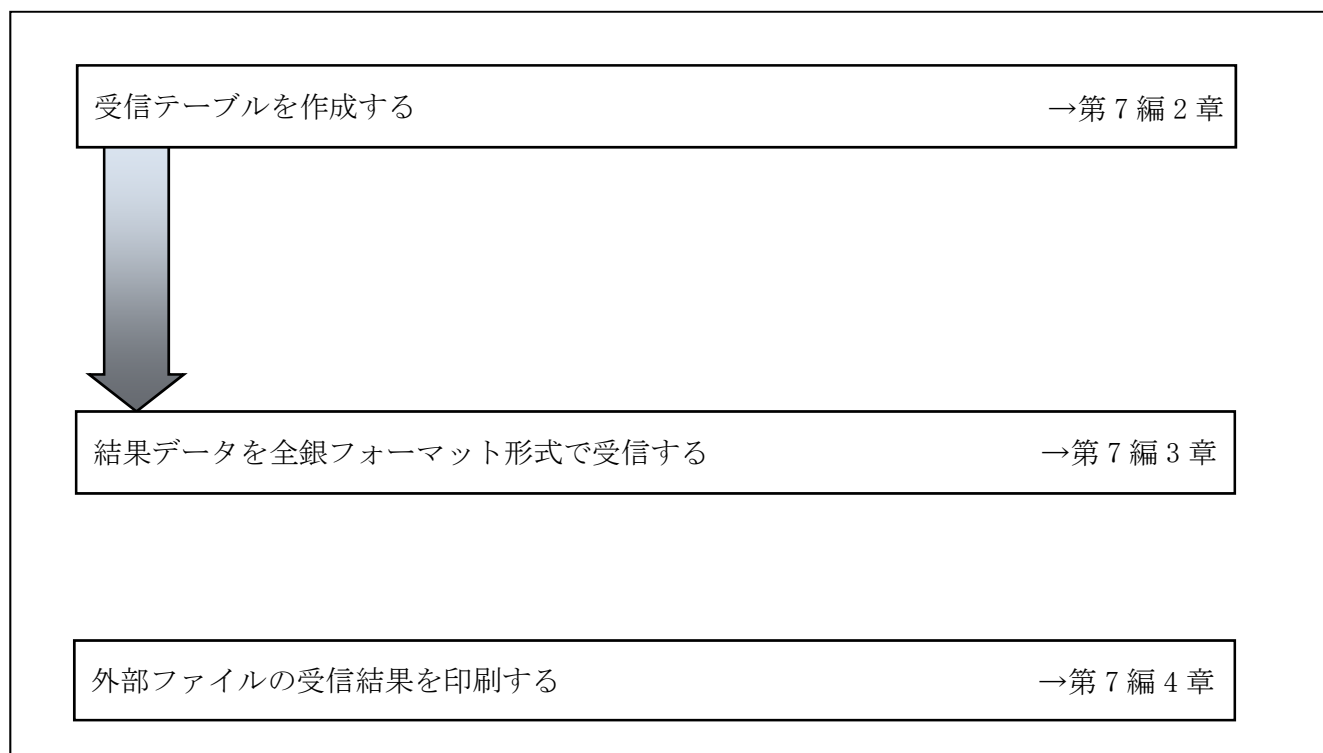 受信テーブルを作成する →第7編2章
結果データを全銀フォーマット形式で受信する →第7編3章
外部ファイルの受信結果を印刷する →第7編4章